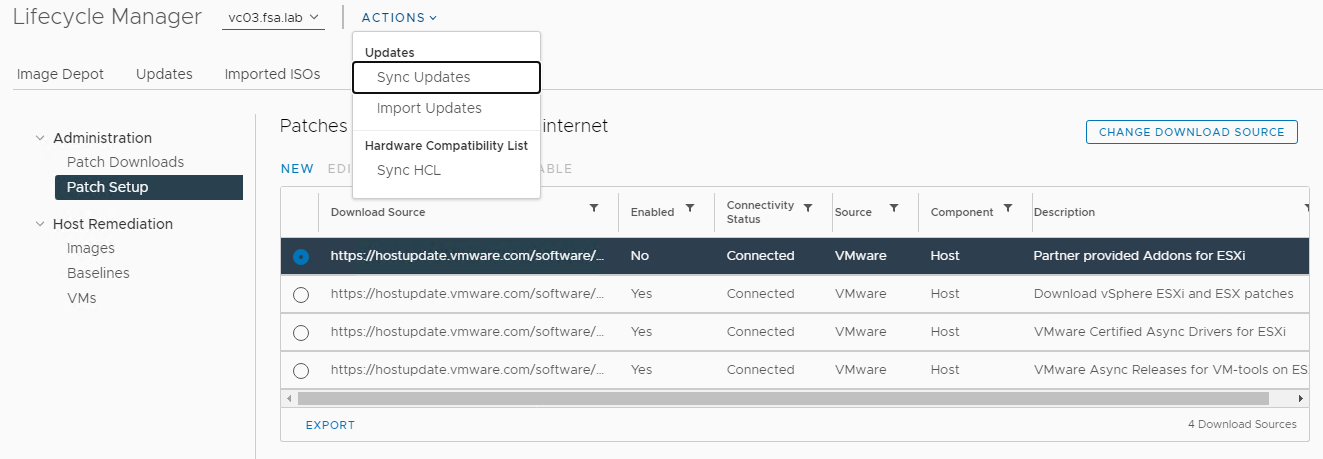 Lifecycle Manager
vc03.fsa.lab
ACTIONS
Updates
Sync Updates
Import Updates
Hardware Compatibility List
Sync HCL
Image Depot
Updates
Imported ISOs
Administration
Patch Downloads
Patch Setup
Host Remediation
Images
Baselines
VMs
Patches
internet
CHANGE DOWNLOAD SOURCE
NEW EDI ABLE
Download Source Enabled Connectivity Status Source Component Description
https://hostupdate.vmware.com/software/... No Connected VMware Host Partner provided Addons for ESXi
https://hostupdate.vmware.com/software/... Yes Connected VMware Host Download vSphere ESXi and ESX patches
https://hostupdate.vmware.com/software/... Yes Connected VMware Host VMware Certified Async Drivers for ESXi
https://hostupdate.vmware.com/software/... Yes Connected VMware Host VMware Async Releases for VM-tools on ES
EXPORT
4 Download Sources